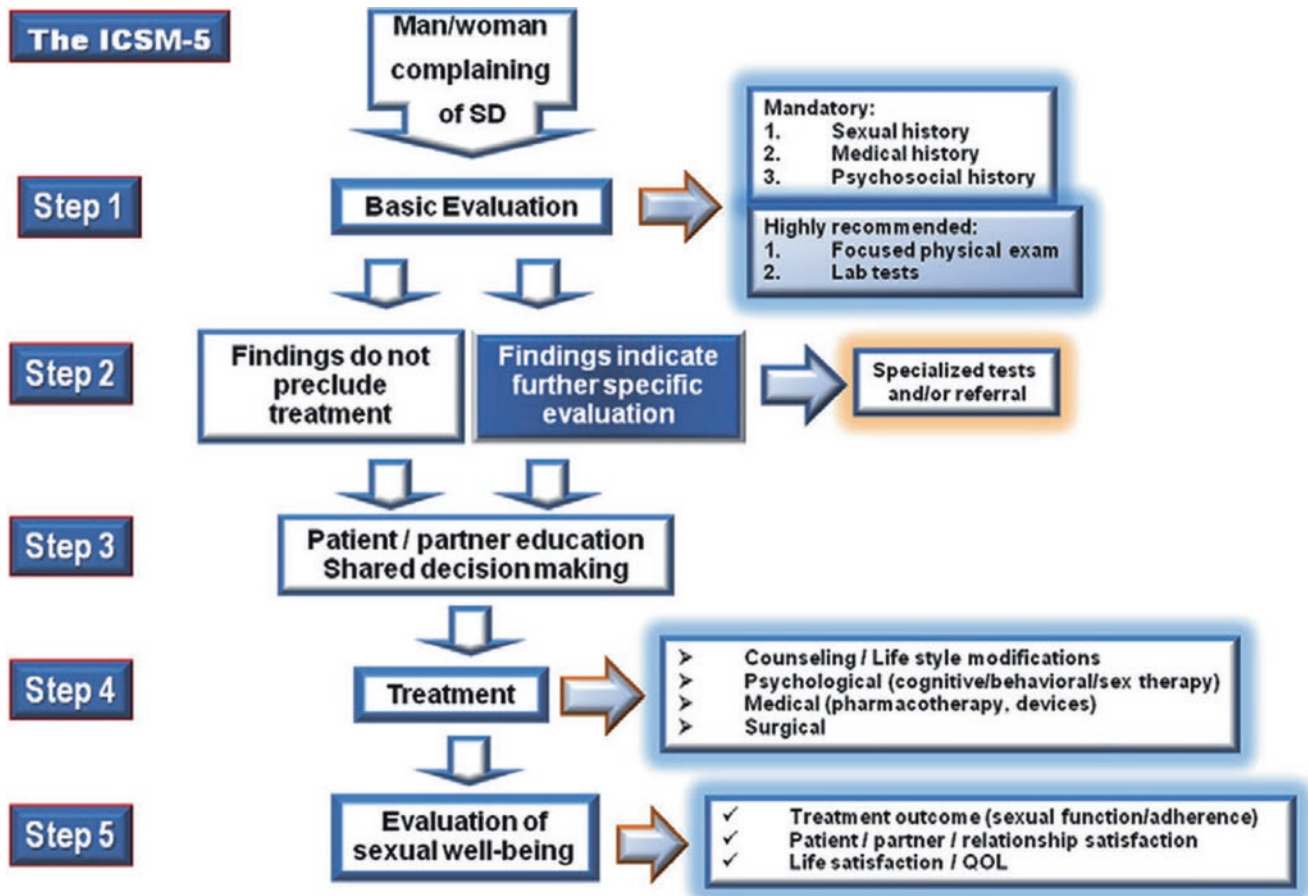 The ICSM-5
Man/woman
complaining
of SD
Step 1
Basic Evaluation
Mandatory:
1. Sexual history
2. Medical history
3. Psychosocial history
Highly recommended:
1. Focused physical exam
2. Lab tests
Step 2
Findings do not
preclude
treatment
Findings indicate
further specific
evaluation
Specialized tests
and/or referral
Step 3
Patient / partner education
Shared decision making
Step 4
Treatment
➢ Counseling / Life style modifications
➢ Psychological (cognitive/behavioral/sex therapy)
➢ Medical (pharmacotherapy, devices)
➢ Surgical
Step 5
Evaluation of
sexual well-being
✓ Treatment outcome (sexual function/adherence)
✓ Patient / partner / relationship satisfaction
✓ Life satisfaction / QOL